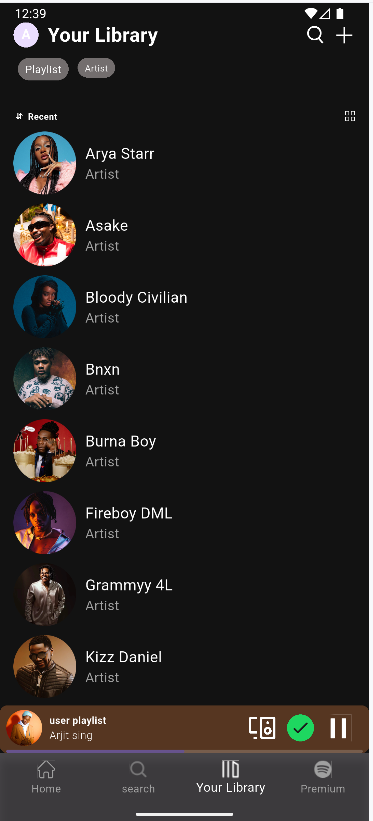 12:39
A Your Library
Playlist Artist
Recent
Arya Starr
Artist
Asake
Artist
Bloody Civilian
Artist
Bnxn
Artist
Burna Boy
Artist
Fireboy DML
Artist
Grammyy 4L
Artist
Kizz Daniel
Artist
user playlist
Arjit sing
Home search Your Library Premium